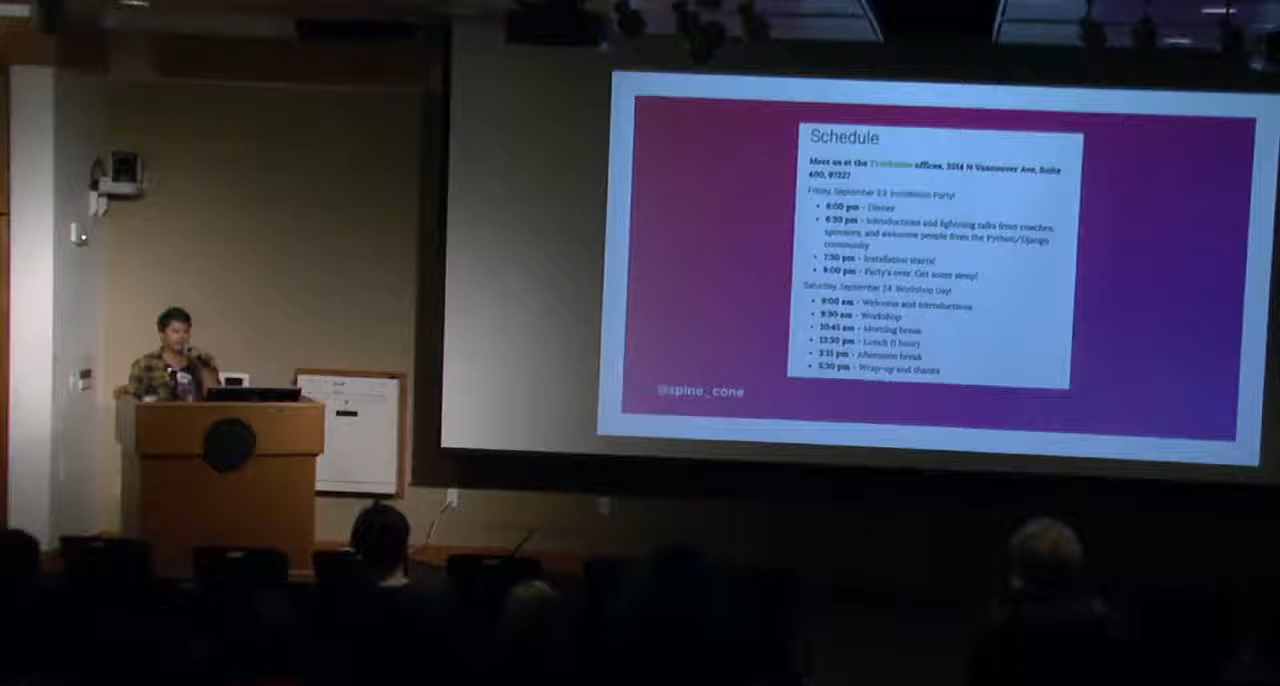 Schedule
Meet us at the offices, 3514 N Vancouver Ave, Suite
400, 97227
Friday, September 23: Installation Party!
6:00 pm - Dinner
6:30 pm - Introductions and lightning talks from coaches,
sponsors, and awesome people from the Python/Django
community
7:30 pm - Installation starts!
9:00 pm - Party's over. Get some sleep!
Saturday, September 24: Workshop Day!
9:00 am - Welcome and introductions
9:30 am - Workshop
10:45 am - Morning break
12:30 pm - Lunch (1 hour)
3:15 pm - Afternoon break
5:30 pm - Wrap-up and thanks
@spine_cone